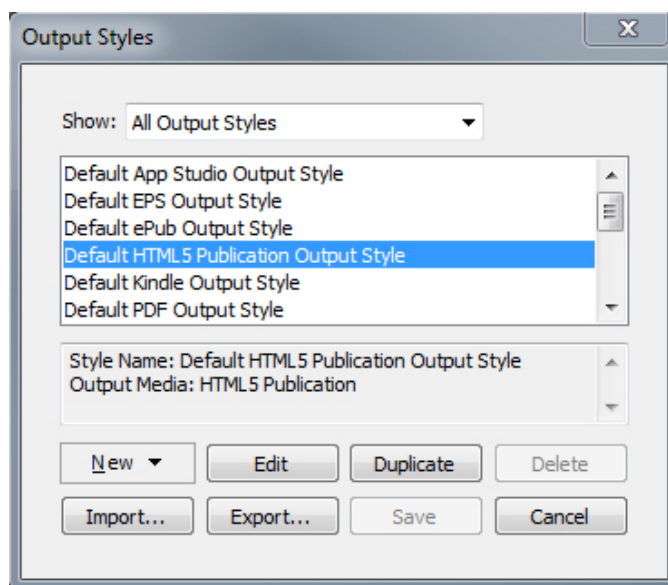 Output Styles
Show: All Output Styles
Default App Studio Output Style
Default EPS Output Style
Default ePub Output Style
Default HTML5 Publication Output Style
Default Kindle Output Style
Default PDF Output Style
Style Name: Default HTML5 Publication Output Style
Output Media: HTML5 Publication
New Edit Duplicate Delete
Import... Export... Save Cancel